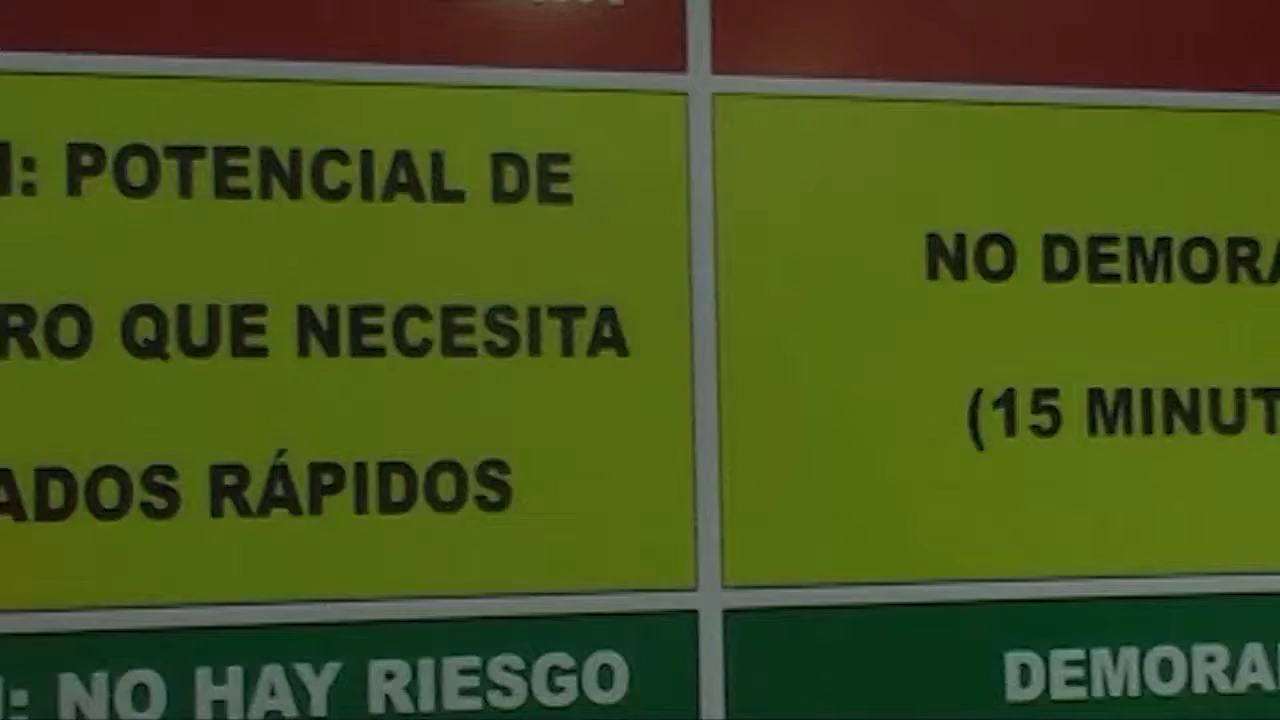 : POTENCIAL DE
RO QUE NECESITA
ADOS RÁPIDOS
NO DEMORA
(15 MINUT
: NO HAY RIESGO
DEMORA